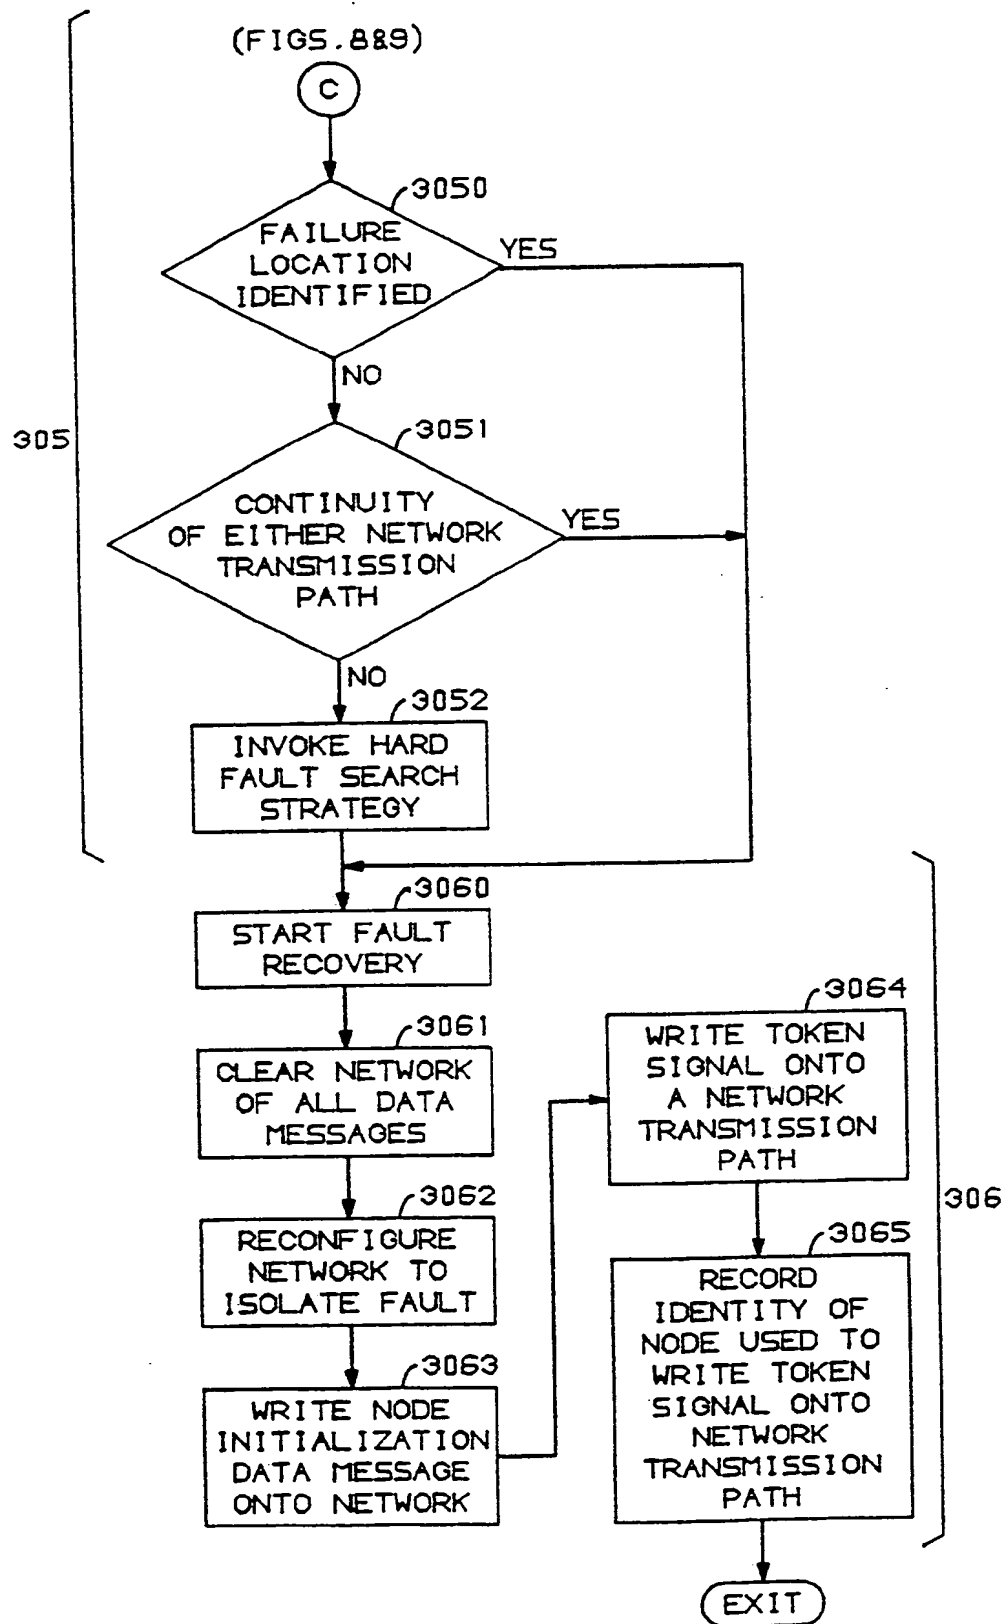 (FIGS. 8&9)
C
3050
FAILURE
LOCATION
IDENTIFIED
YES
NO
305
3051
CONTINUITY
OF EITHER NETWORK
TRANSMISSION
PATH
YES
NO
3052
INVOKE HARD
FAULT SEARCH
STRATEGY
3060
START FAULT
RECOVERY
3061
CLEAR NETWORK
OF ALL DATA
MESSAGES
3062
RECONFIGURE
NETWORK TO
ISOLATE FAULT
3063
WRITE NODE
INITIALIZATION
DATA MESSAGE
ONTO NETWORK
3064
WRITE TOKEN
SIGNAL ONTO
A NETWORK
TRANSMISSION
PATH
306
3065
RECORD
IDENTITY OF
NODE USED TO
WRITE TOKEN
SIGNAL ONTO
NETWORK
TRANSMISSION
PATH
EXIT